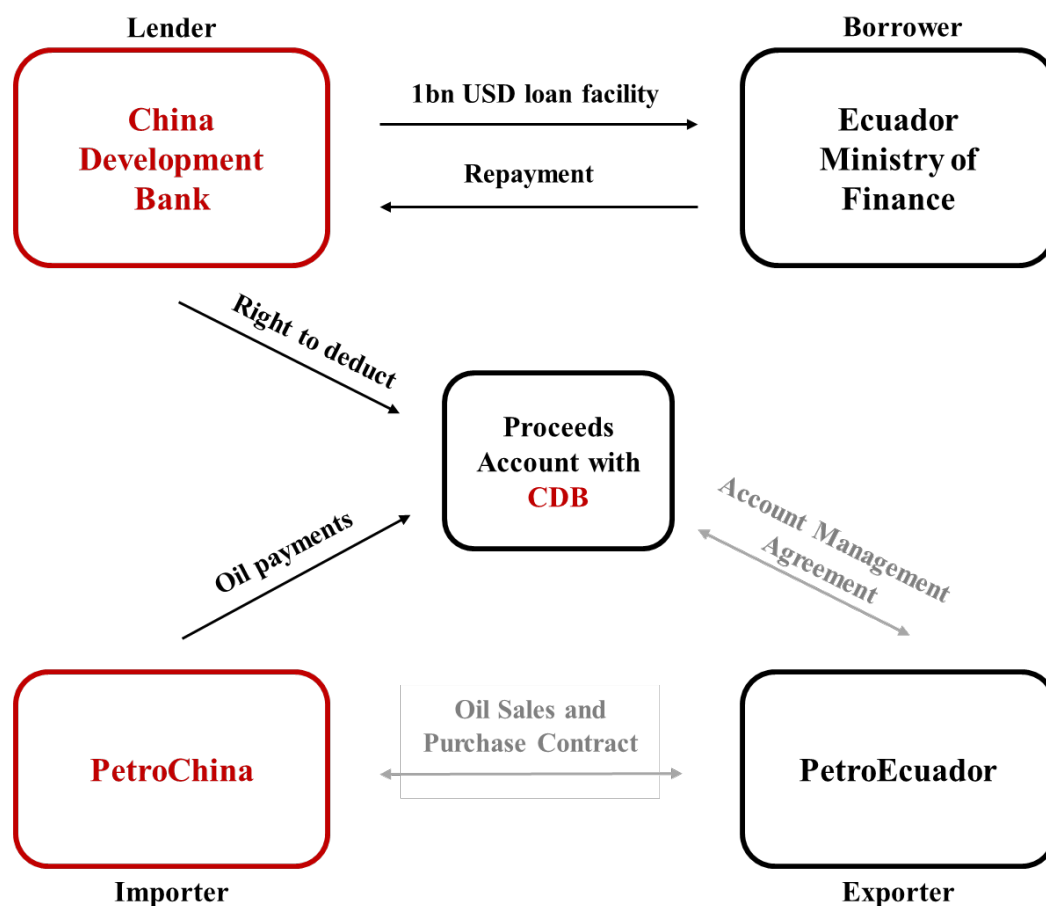 Lender
Borrower
China
Development
Bank
1bn USD loan facility
Repayment
Ecuador
Ministry of
Finance
Right to deduct
Proceeds
Account with
CDB
Account Management
Agreement
Oil payments
PetroChina
Oil Sales and
Purchase Contract
PetroEcuador
Importer
Exporter